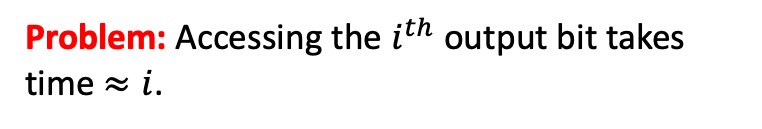 Problem: Accessing the iᵗʰ output bit takes
time ≈ i.